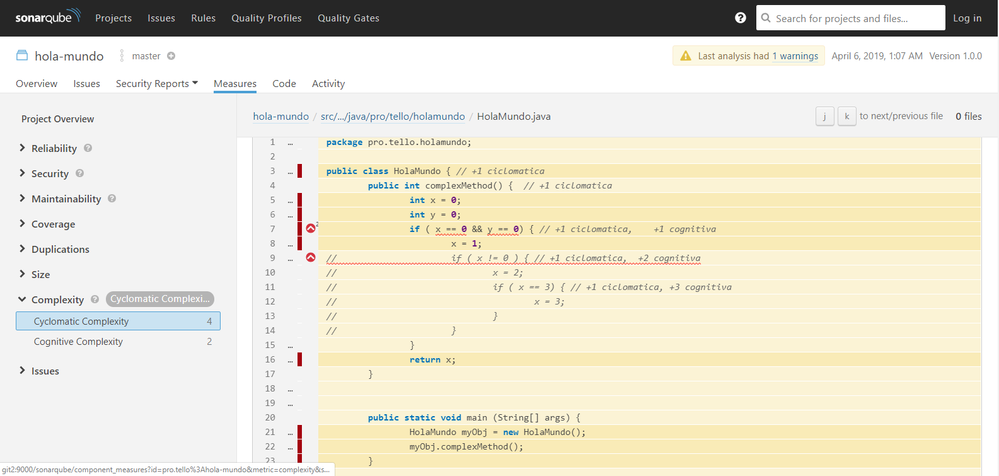 sonarqube Projects Issues Rules Quality Profiles Quality Gates ? Search for projects and files... Log in
hola-mundo master Last analysis had 1 warnings April 6, 2019, 1:07 AM Version 1.0.0
Overview Issues Security Reports Measures Code Activity
Project Overview
Reliability ?
Security ?
Maintainability ?
Coverage
Duplications
Size
Complexity ? Cyclomatic Complexi...
Cyclomatic Complexity 4
Cognitive Complexity 2
Issues
hola-mundo / src/.../java/pro/tello/holamundo / HolaMundo.java j k to next/previous file 0 files
1 ... package pro.tello.holamundo;
2
3 ... public class HolaMundo { // +1 ciclomatica
4 public int complexMethod() { // +1 ciclomatica
5 ... int x = 0;
6 ... int y = 0;
7 2 if ( x == 0 && y == 0) { // +1 ciclomatica, +1 cognitiva
8 ... x = 1;
9 ... // if ( x != 0 ) { // +1 ciclomatica, +2 cognitiva
10 // x = 2;
11 // if ( x == 3) { // +1 ciclomatica, +3 cognitiva
12 // x = 3;
13 // }
14 // }
15 ... }
16 ... return x;
17 }
18 ...
19 ...
20 public static void main (String[] args) {
21 ... HolaMundo myObj = new HolaMundo();
22 ... myObj.complexMethod();
23 }
git2:9000/sonarqube/component_measures?id=pro.tello%3Ahola-mundo&metric=complexity&s...